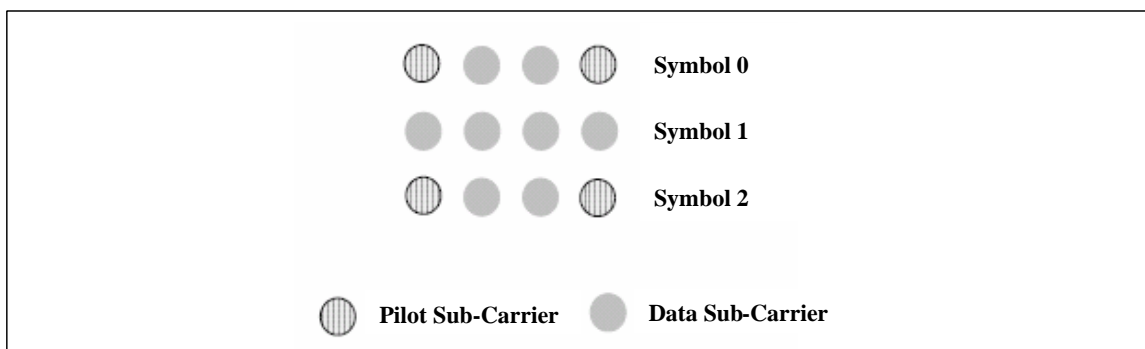 Symbol 0
Symbol 1
Symbol 2
Pilot Sub-Carrier Data Sub-Carrier